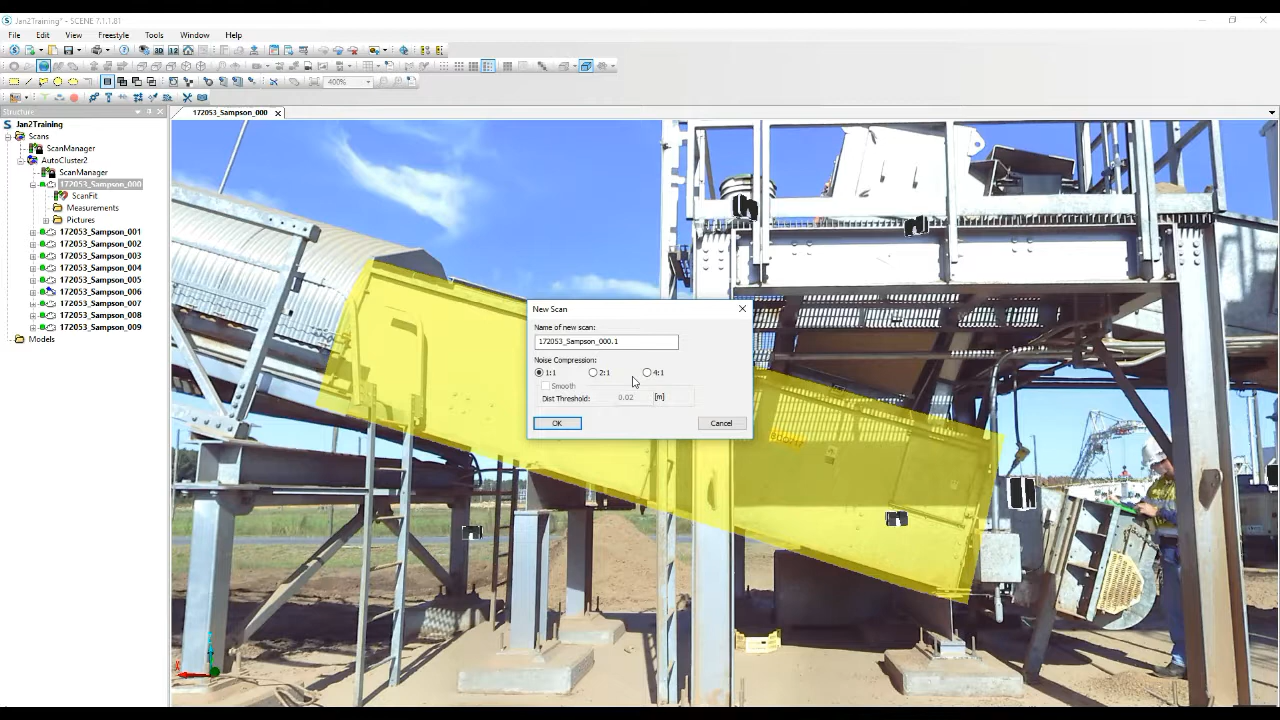 Jan2Training* - SCENE 7.1.1.81
File Edit View Freestyle Tools Window Help
400%
Structure
172053_Sampson_000
Jan2Training
Scans
ScanManager
AutoCluster2
ScanManager
172053_Sampson_000
ScanFit
Measurements
Pictures
172053_Sampson_001
172053_Sampson_002
172053_Sampson_003
172053_Sampson_004
172053_Sampson_005
172053_Sampson_006
172053_Sampson_007
172053_Sampson_008
172053_Sampson_009
Models
New Scan
Name of new scan:
172053_Sampson_000.1
Noise Compression:
1:1 2:1 4:1
Smooth
Dist Threshold: 0.02 [m]
OK Cancel